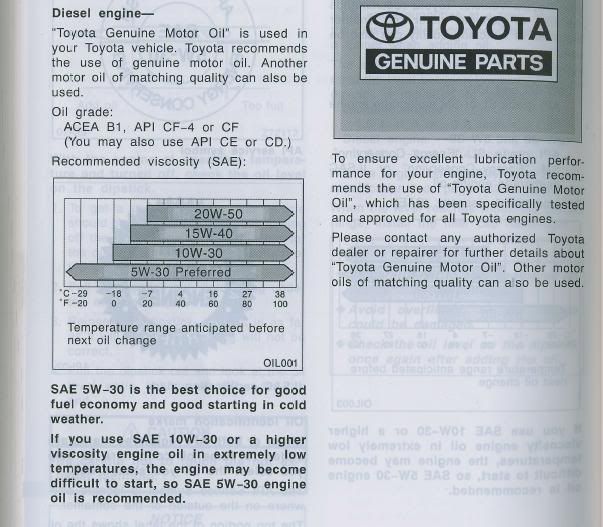 Diesel engine—
"Toyota Genuine Motor Oil" is used in
your Toyota vehicle. Toyota recommends
the use of genuine motor oil. Another
motor oil of matching quality can also be
used.
Oil grade:
ACEA B1, API CF-4 or CF
(You may also use API CE or CD.)
Recommended viscosity (SAE):
20W-50
15W-40
10W-30
5W-30 Preferred
°C -29 -18 -7 4 16 27 38
°F -20 0 20 40 60 80 100
Temperature range anticipated before
next oil change
OIL001
SAE 5W-30 is the best choice for good
fuel economy and good starting in cold
weather.
If you use SAE 10W-30 or a higher
viscosity engine oil in extremely low
temperatures, the engine may become
difficult to start, so SAE 5W-30 engine
oil is recommended.
TOYOTA
GENUINE PARTS
To ensure excellent lubrication perfor-
mance for your engine, Toyota recom-
mends the use of "Toyota Genuine Motor
Oil", which has been specifically tested
and approved for all Toyota engines.
Please contact any authorized Toyota
dealer or repairer for further details about
"Toyota Genuine Motor Oil". Other motor
oils of matching quality can also be used.